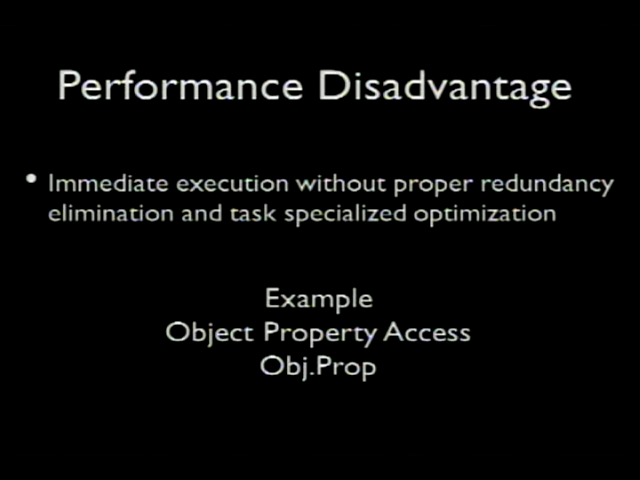 Performance Disadvantage
• Immediate execution without proper redundancy
elimination and task specialized optimization
Example
Object Property Access
Obj.Prop